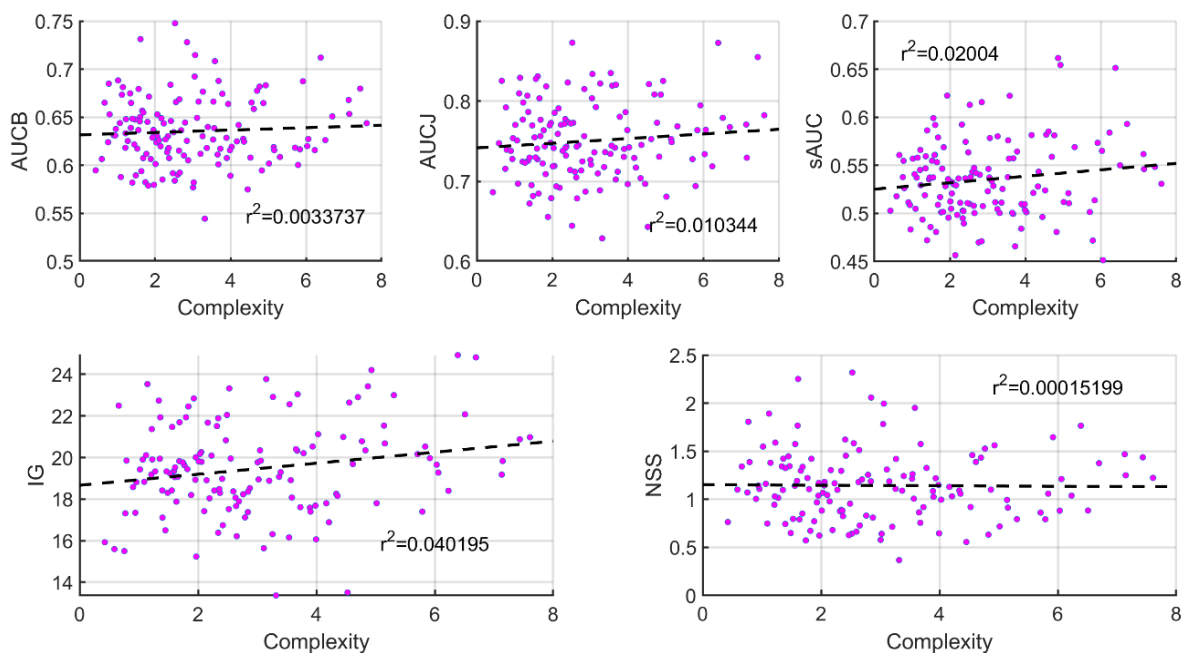 0.75
0.7
0.65
0.6
0.55
0.5
AUCB
r²=0.0033737
0 2 4 6 8
Complexity
0.9
0.8
0.7
0.6
AUCJ
r²=0.010344
0 2 4 6 8
Complexity
0.7
0.65
0.6
0.55
0.5
0.45
sAUC
r²=0.02004
0 2 4 6 8
Complexity
24
22
20
18
16
14
IG
r²=0.040195
0 2 4 6 8
Complexity
2.5
2
1.5
1
0.5
0
NSS
r²=0.00015199
0 2 4 6 8
Complexity